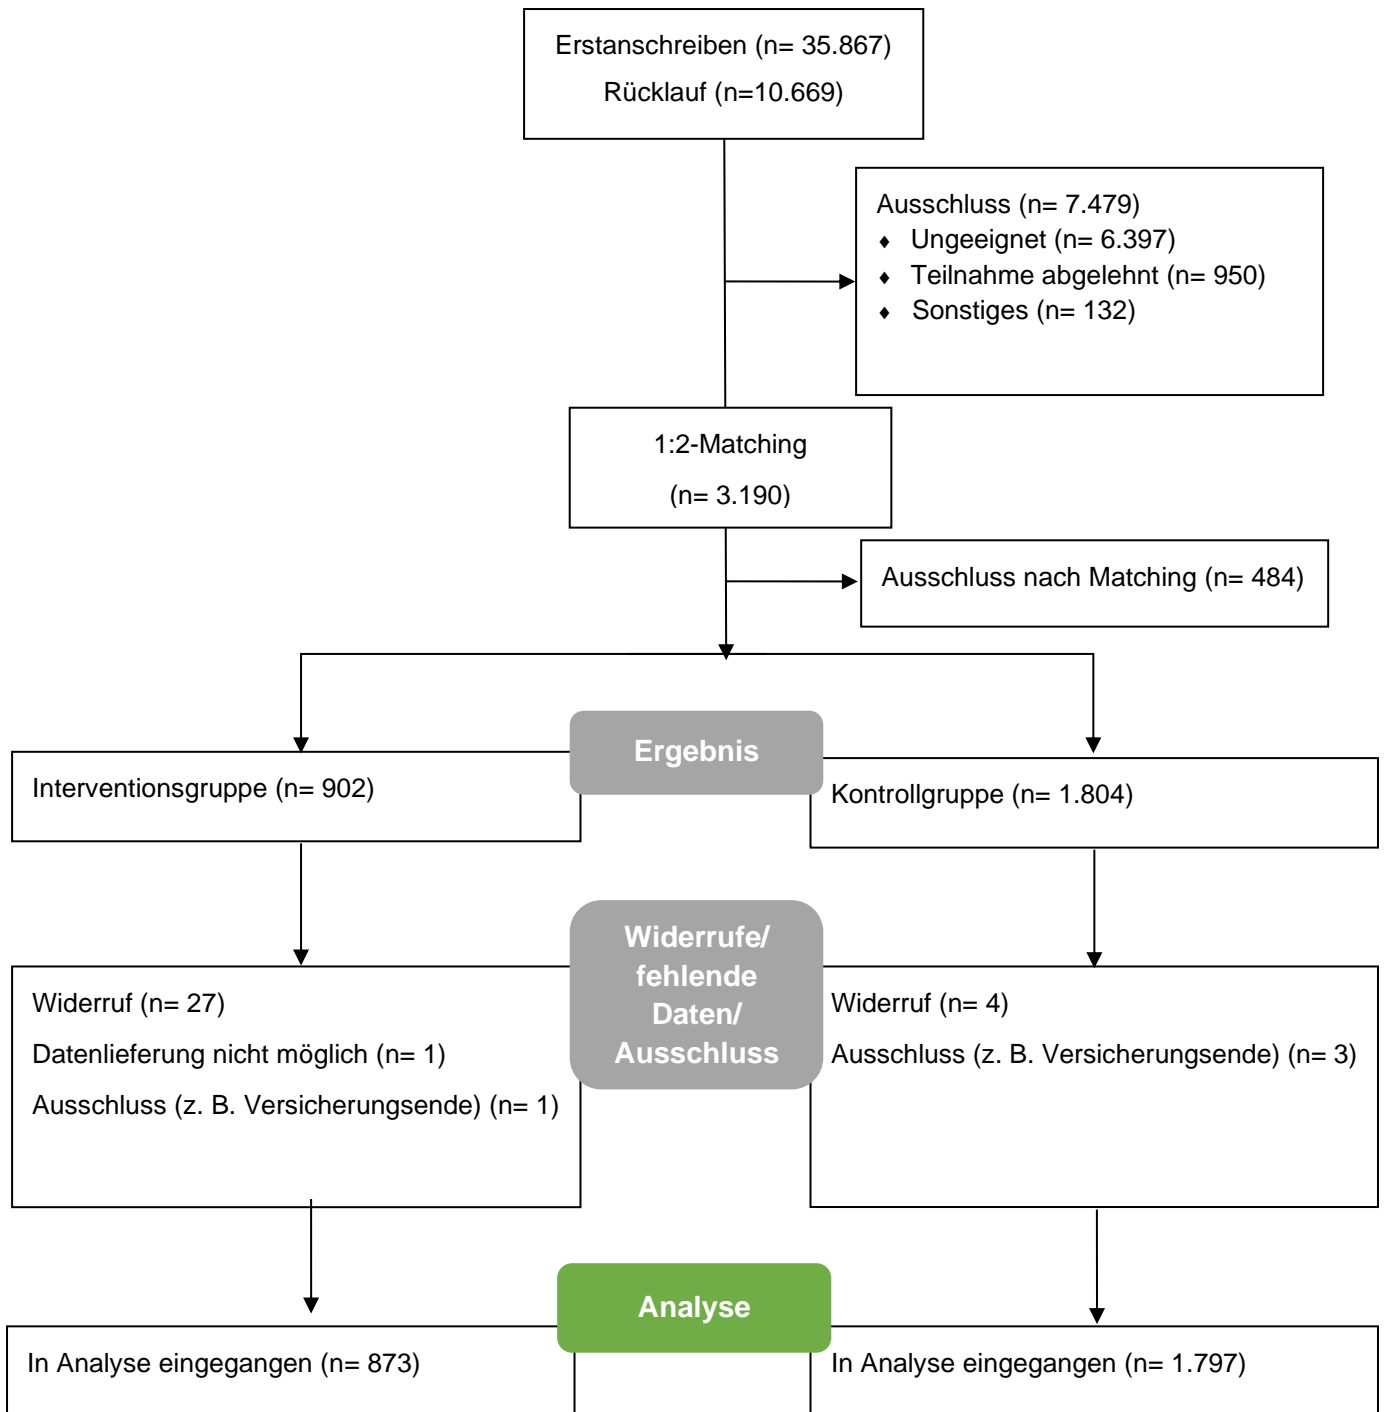 Erstanschreiben (n= 35.867)
Rücklauf (n=10.669)
Ausschluss (n= 7.479)
♦ Ungeeignet (n= 6.397)
♦ Teilnahme abgelehnt (n= 950)
♦ Sonstiges (n= 132)
1:2-Matching
(n= 3.190)
Ausschluss nach Matching (n= 484)
Ergebnis
Interventionsgruppe (n= 902)
Kontrollgruppe (n= 1.804)
Widerrufe/
fehlende
Daten/
Ausschluss
Widerruf (n= 27)
Datenlieferung nicht möglich (n= 1)
Ausschluss (z. B. Versicherungsende) (n= 1)
Widerruf (n= 4)
Ausschluss (z. B. Versicherungsende) (n= 3)
Analyse
In Analyse eingegangen (n= 873)
In Analyse eingegangen (n= 1.797)